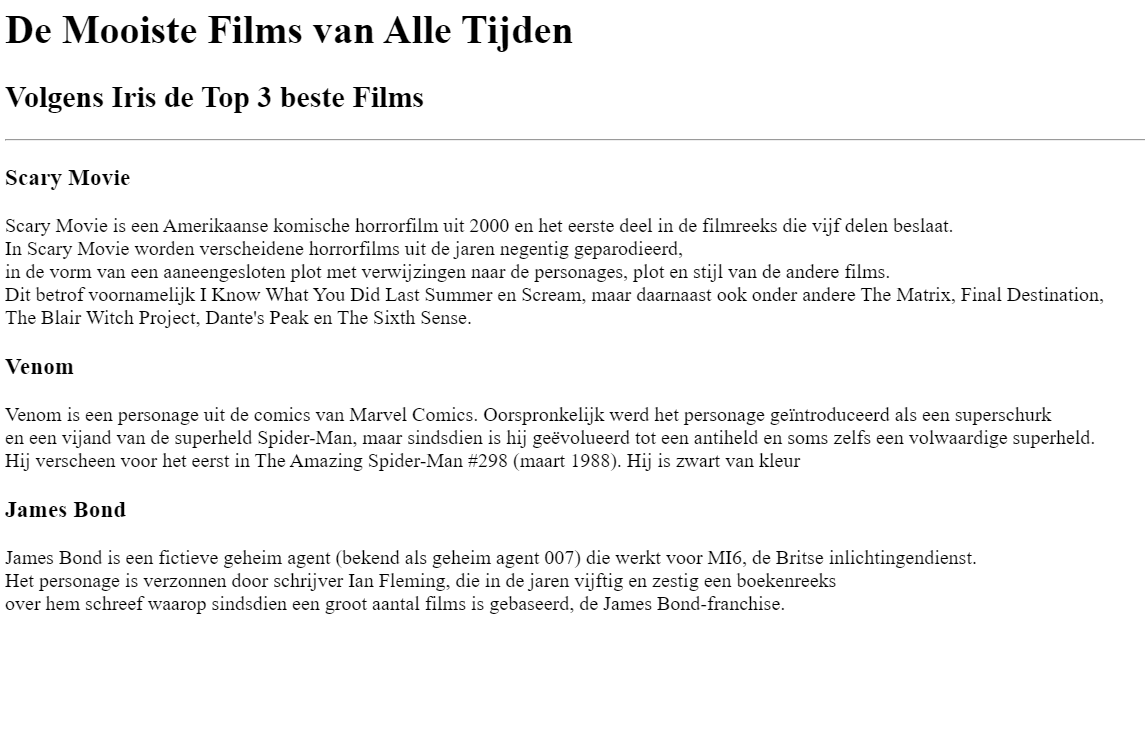 De Mooiste Films van Alle Tijden
Volgens Iris de Top 3 beste Films
Scary Movie
Scary Movie is een Amerikaanse komische horrorfilm uit 2000 en het eerste deel in de filmreeks die vijf delen beslaat.
In Scary Movie worden verscheidene horrorfilms uit de jaren negentig geparodieerd,
in de vorm van een aaneengesloten plot met verwijzingen naar de personages, plot en stijl van de andere films.
Dit betrof voornamelijk I Know What You Did Last Summer en Scream, maar daarnaast ook onder andere The Matrix, Final Destination,
The Blair Witch Project, Dante's Peak en The Sixth Sense.
Venom
Venom is een personage uit de comics van Marvel Comics. Oorspronkelijk werd het personage geïntroduceerd als een superschurk
en een vijand van de superheld Spider-Man, maar sindsdien is hij geëvolueerd tot een antiheld en soms zelfs een volwaardige superheld.
Hij verscheen voor het eerst in The Amazing Spider-Man #298 (maart 1988). Hij is zwart van kleur
James Bond
James Bond is een fictieve geheim agent (bekend als geheim agent 007) die werkt voor MI6, de Britse inlichtingendienst.
Het personage is verzonnen door schrijver Ian Fleming, die in de jaren vijftig en zestig een boekenreeks
over hem schreef waarop sindsdien een groot aantal films is gebaseerd, de James Bond-franchise.